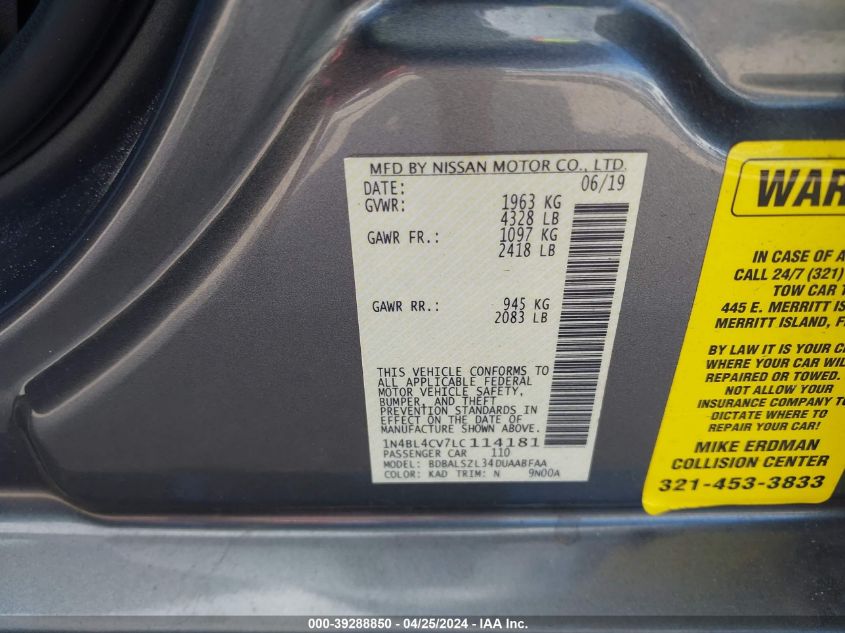 MFD BY NISSAN MOTOR CO., LTD.
DATE: 06/19
GVWR: 1963 KG
4328 LB
GAWR FR.: 1097 KG
2418 LB
GAWR RR.: 945 KG
2083 LB
THIS VEHICLE CONFORMS TO
ALL APPLICABLE FEDERAL
MOTOR VEHICLE SAFETY,
BUMPER, AND THEFT
PREVENTION STANDARDS IN
EFFECT ON THE DATE OF
MANUFACTURE SHOWN ABOVE.
1N4BL4CV7LC114181
PASSENGER CAR 110
MODEL: BDBALSZL34DUAABFAA
COLOR: KAD TRIM: N 9N00A
WAR
IN CASE OF A
CALL 24/7 (321)
TOW CAR T
445 E. MERRITT IS
MERRITT ISLAND, F
BY LAW IT IS YOUR C
WHERE YOUR CAR WILL
REPAIRED OR TOWED.
NOT ALLOW YOUR
INSURANCE COMPANY TO
DICTATE WHERE TO
REPAIR YOUR CAR!
MIKE ERDMAN
COLLISION CENTER
321-453-3833
000-39288850 - 04/25/2024 - IAA Inc.